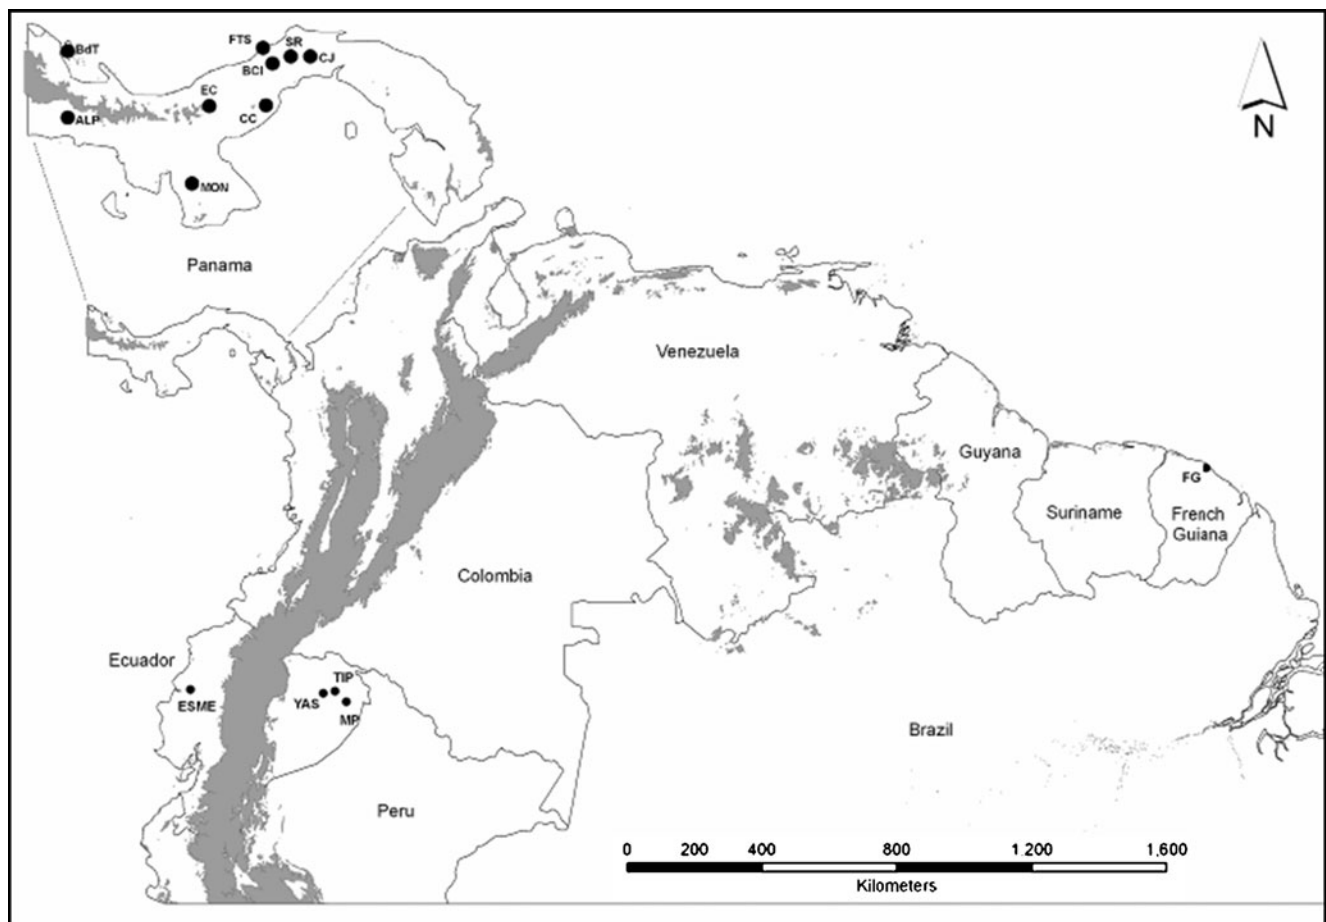 BdT
FTS
SR
CJ
BCI
EC
CC
ALP
MON
N
Panama
Venezuela
Guyana
Suriname
FG
French
Guiana
Colombia
Ecuador
TIP
YAS
ESME
MP
Brazil
Peru
0 200 400 800 1,200 1,600
Kilometers